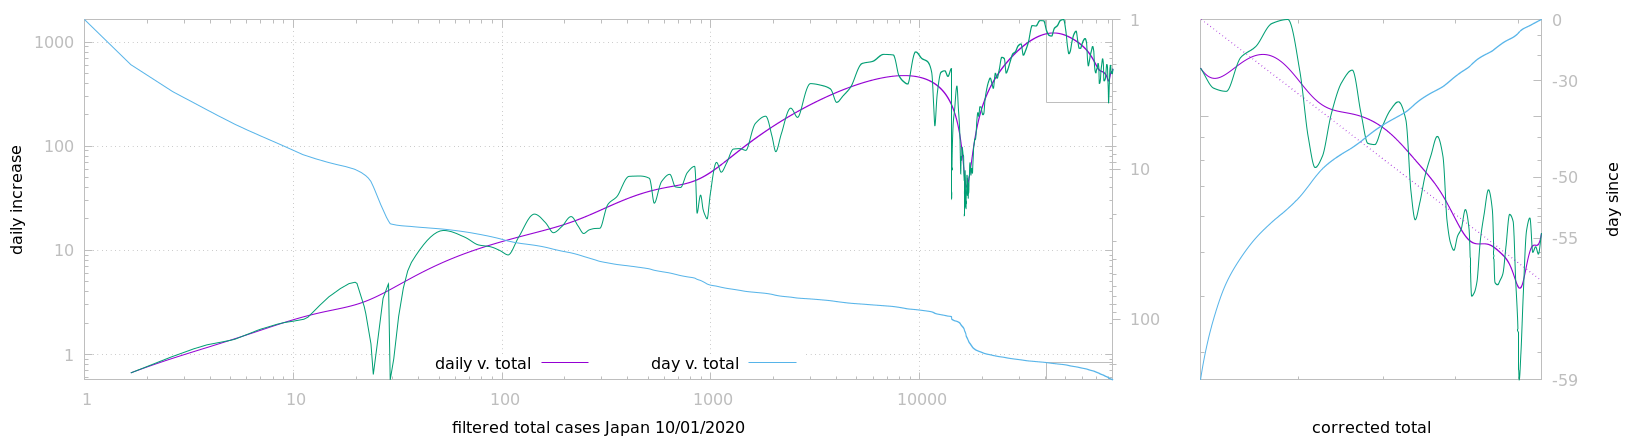 daily increase
1000
100
10
1
1
10
100
1000
10000
1
10
100
daily v. total
day v. total
filtered total cases Japan 10/01/2020
0
-30
-50
-55
-59
day since
corrected total